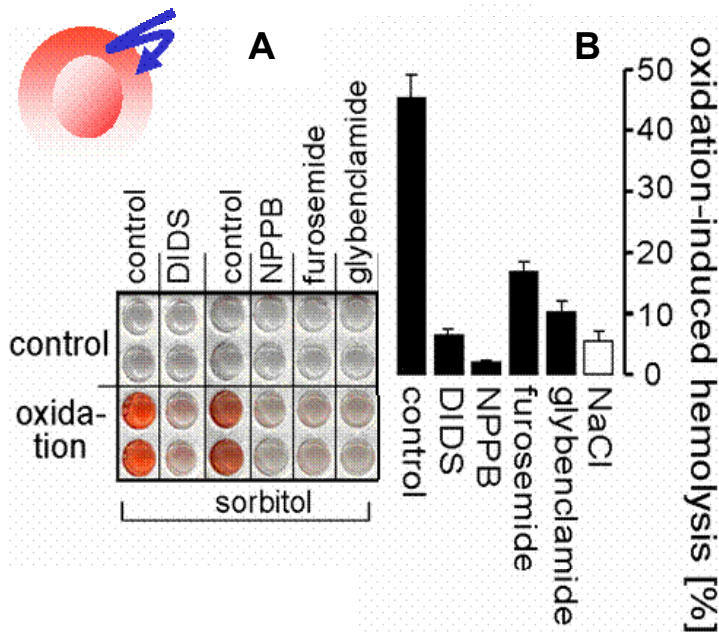 A
control
DIDS
control
NPPB
furosemide
glybenclamide
control
oxida-
tion
sorbitol
B
50
40
30
20
10
0
oxidation-induced hemolysis [%]
control
DIDS
NPPB
furosemide
glybenclamide
NaCl